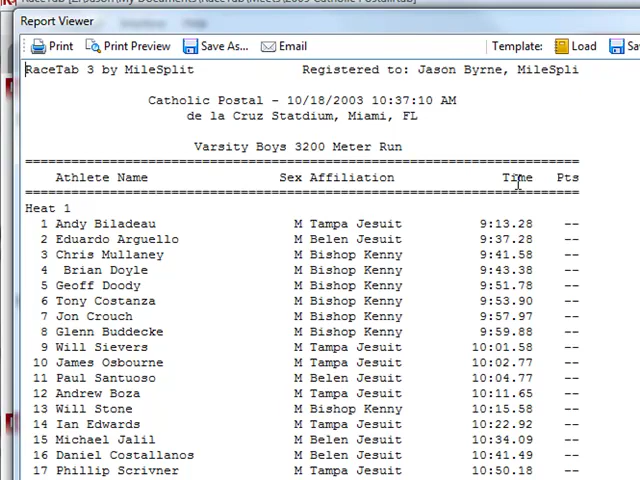 Report Viewer
Print Print Preview Save As... Email Template: Load
RaceTab 3 by MileSplit Registered to: Jason Byrne, MileSpli
Catholic Postal - 10/18/2003 10:37:10 AM
de la Cruz Statdium, Miami, FL
Varsity Boys 3200 Meter Run
================================================================================
Athlete Name Sex Affiliation Time Pts
================================================================================
Heat 1
1 Andy Biladeau M Tampa Jesuit 9:13.28 --
2 Eduardo Arguello M Belen Jesuit 9:37.28 --
3 Chris Mullaney M Bishop Kenny 9:41.58 --
4 Brian Doyle M Bishop Kenny 9:43.38 --
5 Geoff Doody M Bishop Kenny 9:51.78 --
6 Tony Costanza M Bishop Kenny 9:53.90 --
7 Jon Crouch M Bishop Kenny 9:57.97 --
8 Glenn Buddecke M Bishop Kenny 9:59.88 --
9 Will Sievers M Tampa Jesuit 10:01.58 --
10 James Osbourne M Tampa Jesuit 10:02.77 --
11 Paul Santuoso M Belen Jesuit 10:04.77 --
12 Andrew Boza M Tampa Jesuit 10:11.65 --
13 Will Stone M Bishop Kenny 10:15.58 --
14 Ian Edwards M Tampa Jesuit 10:22.92 --
15 Michael Jalil M Belen Jesuit 10:34.09 --
16 Daniel Costallanos M Belen Jesuit 10:41.49 --
17 Phillip Scrivner M Tampa Jesuit 10:50.18 --